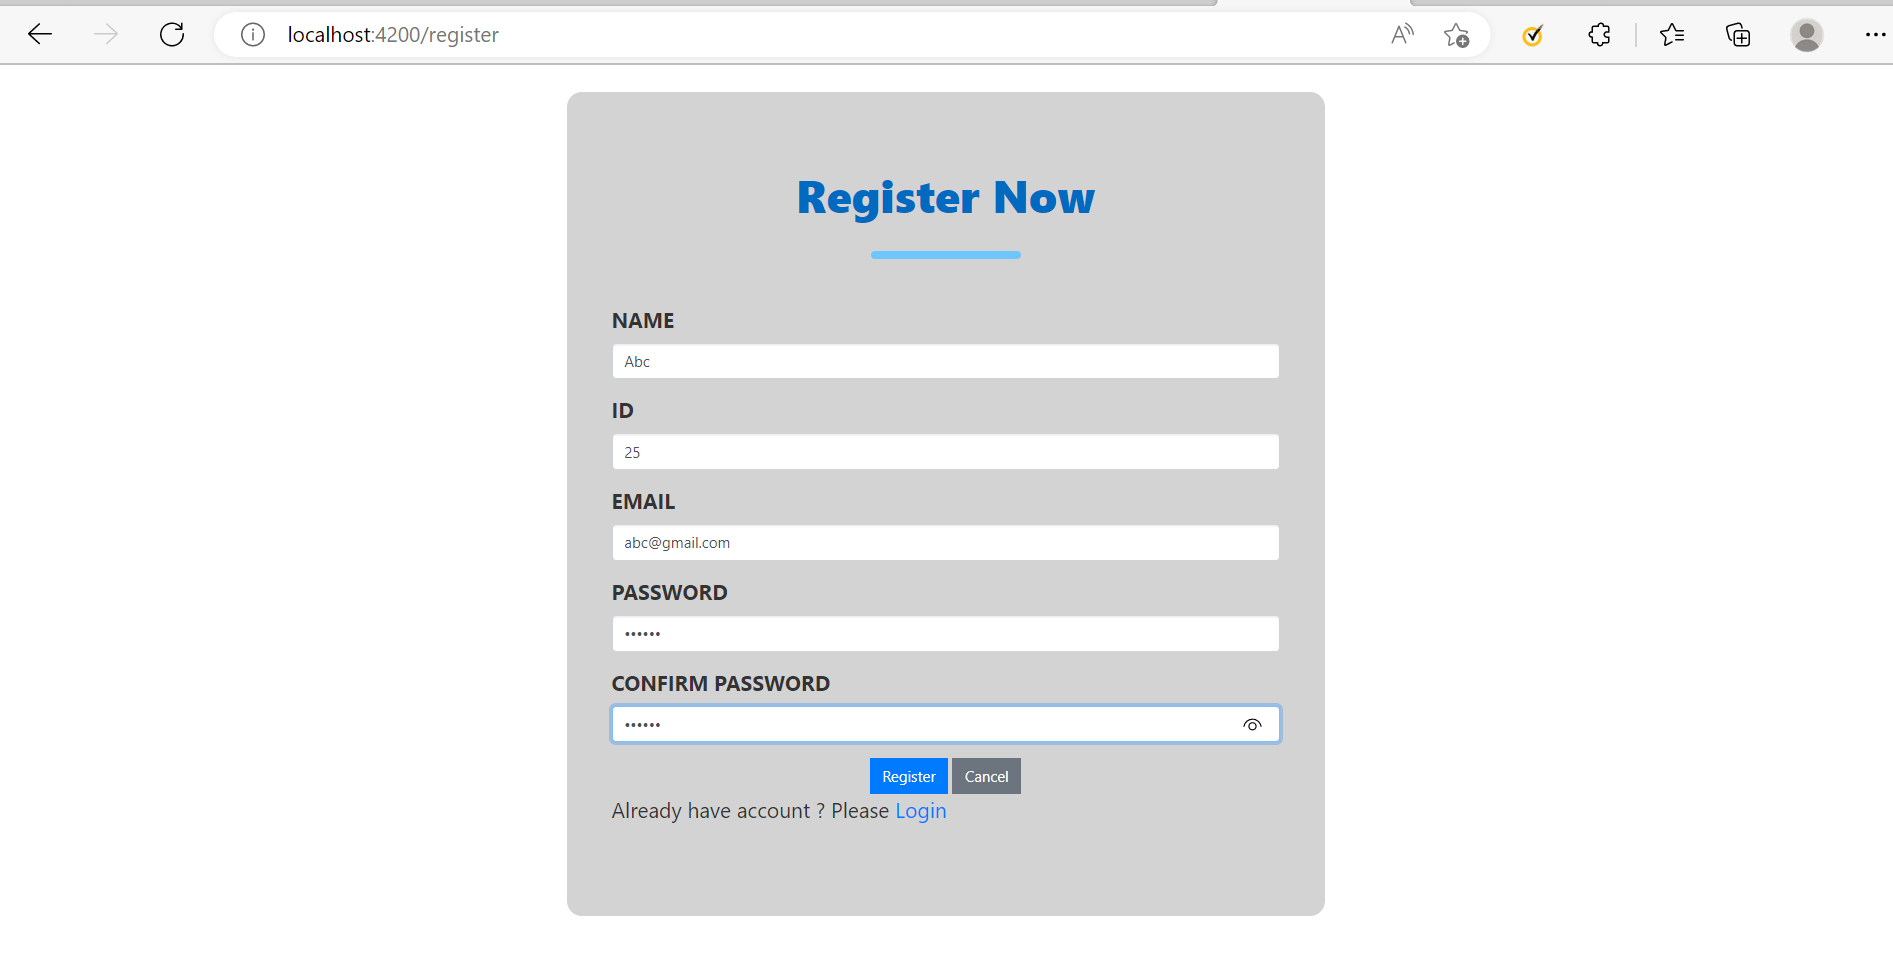 localhost:4200/register
Register Now
NAME
Abc
ID
25
EMAIL
abc@gmail.com
PASSWORD
••••••
CONFIRM PASSWORD
••••••
Register Cancel
Already have account ? Please Login